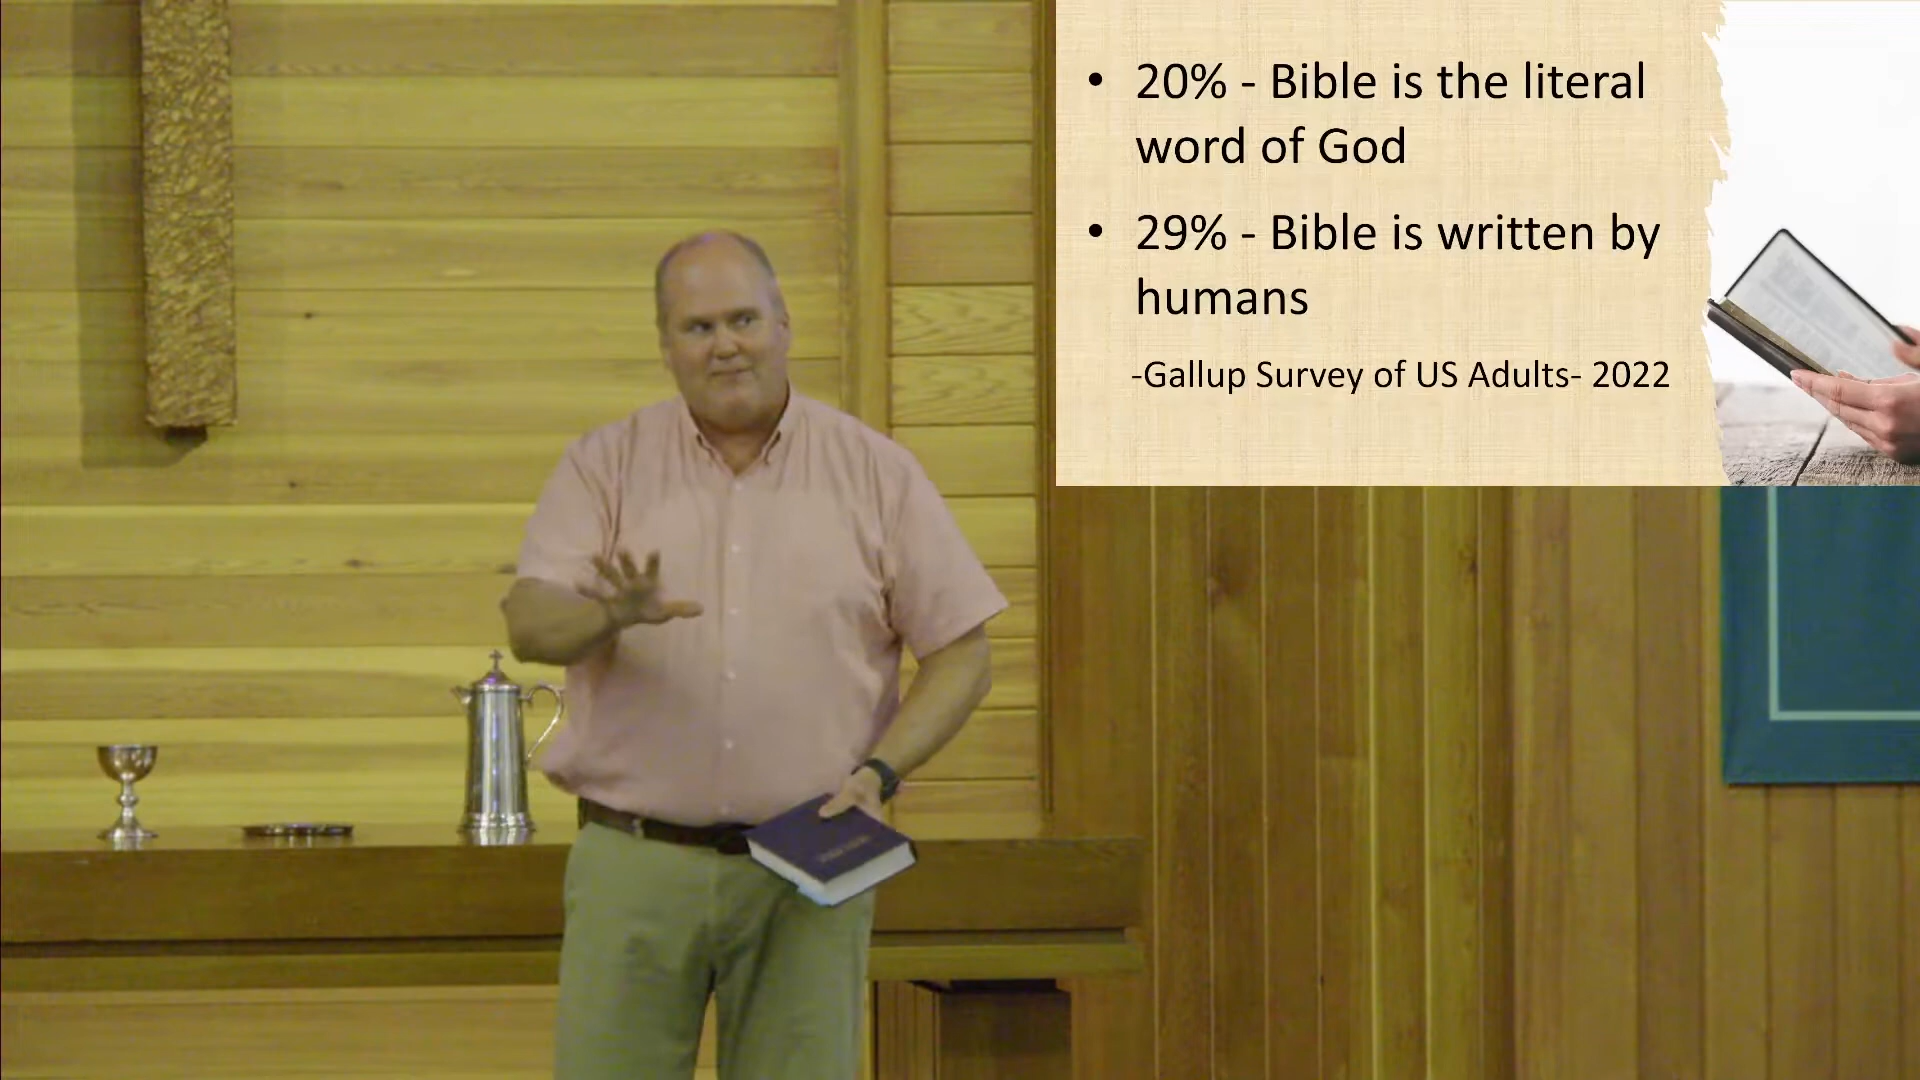 • 20% - Bible is the literal
word of God
• 29% - Bible is written by
humans
-Gallup Survey of US Adults- 2022